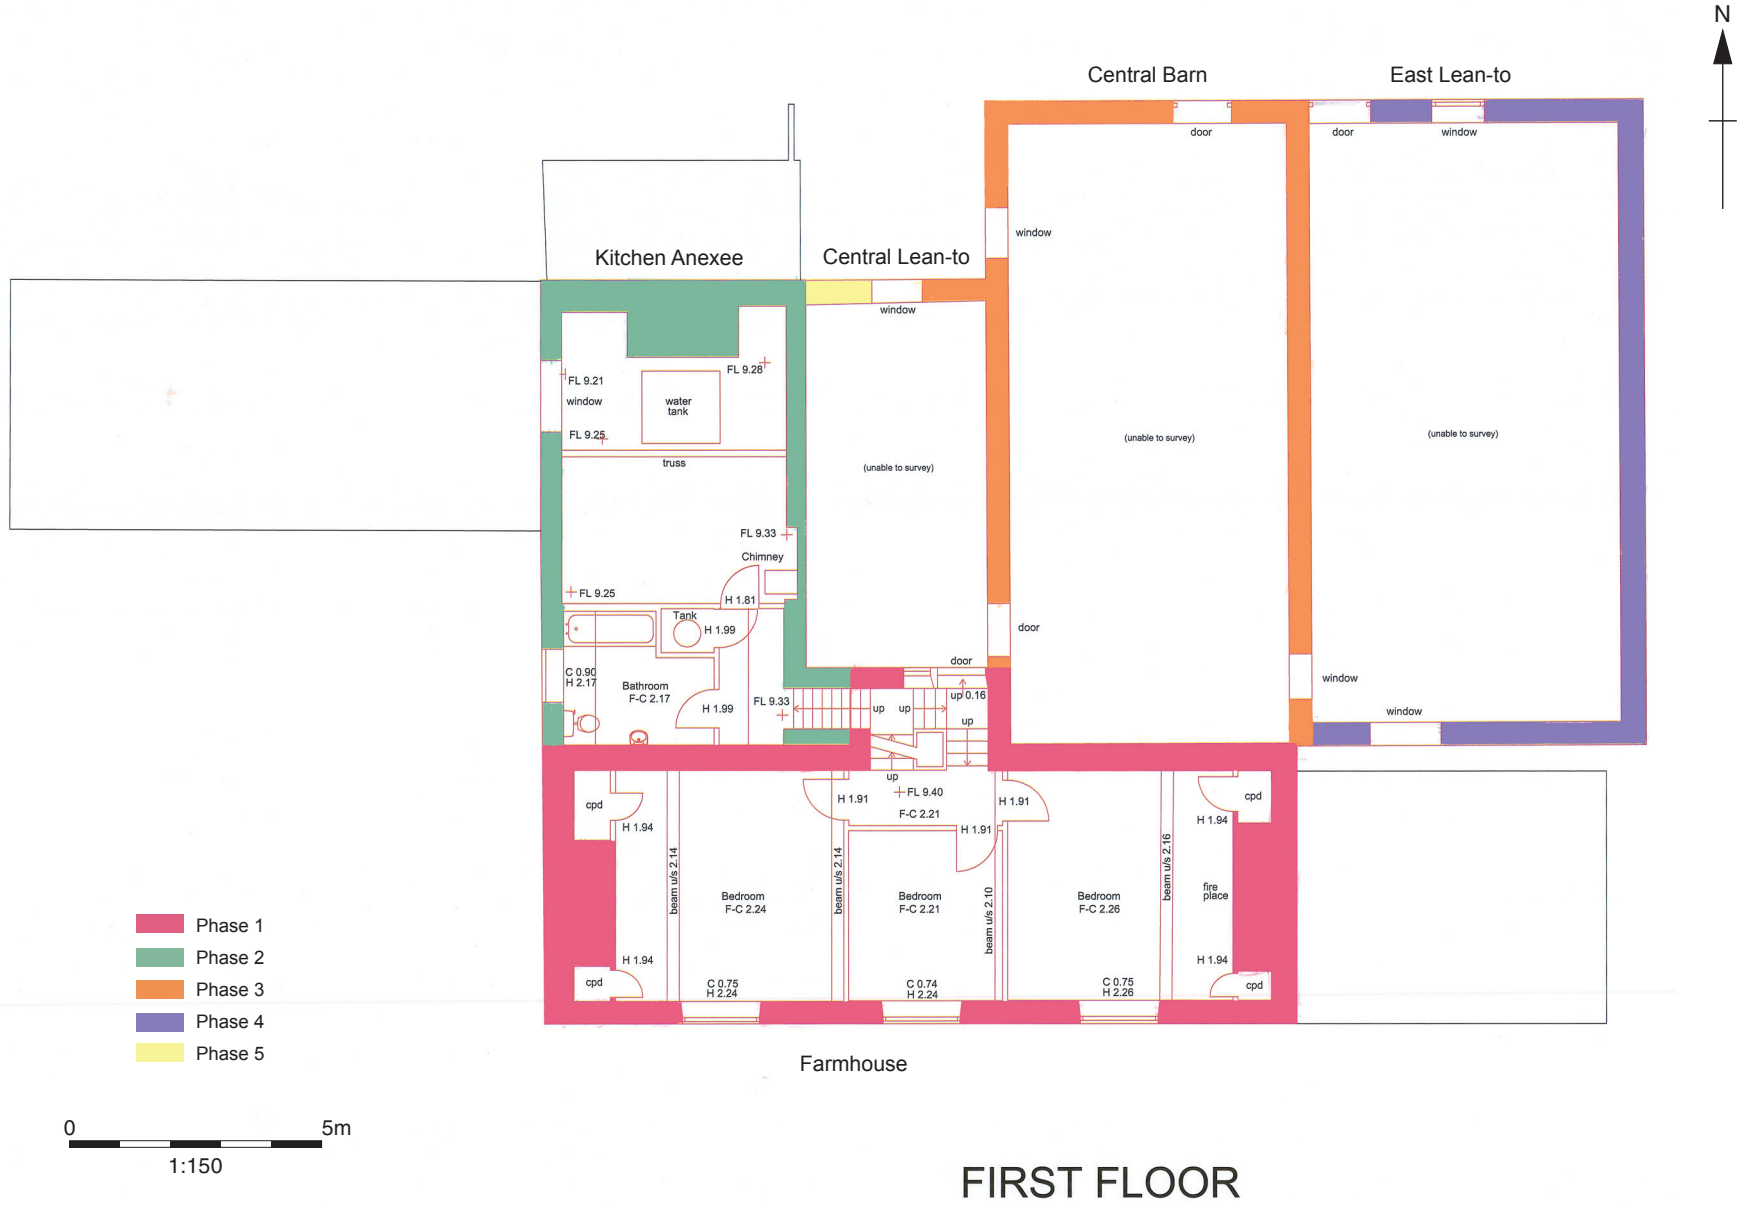 N
Central Barn
East Lean-to
door
door
window
window
Kitchen Anexee
Central Lean-to
window
FL 9.21
FL 9.28
window
water
tank
FL 9.25
truss
(unable to survey)
(unable to survey)
(unable to survey)
FL 9.33
Chimney
FL 9.25
H 1.81
Tank
H 1.99
door
door
window
C 0.90
H 2.17
Bathroom
F-C 2.17
H 1.99
FL 9.33
up
up
up 0.16
up
window
up
cpd
H 1.94
H 1.91
FL 9.40
F-C 2.21
H 1.91
H 1.91
cpd
H 1.94
beam u/s 2.14
beam u/s 2.14
beam u/s 2.10
beam u/s 2.16
Bedroom
F-C 2.24
Bedroom
F-C 2.21
Bedroom
F-C 2.26
fire
place
H 1.94
H 1.94
cpd
C 0.75
H 2.24
C 0.74
H 2.24
C 0.75
H 2.26
cpd
Phase 1
Phase 2
Phase 3
Phase 4
Phase 5
Farmhouse
0
5m
1:150
FIRST FLOOR